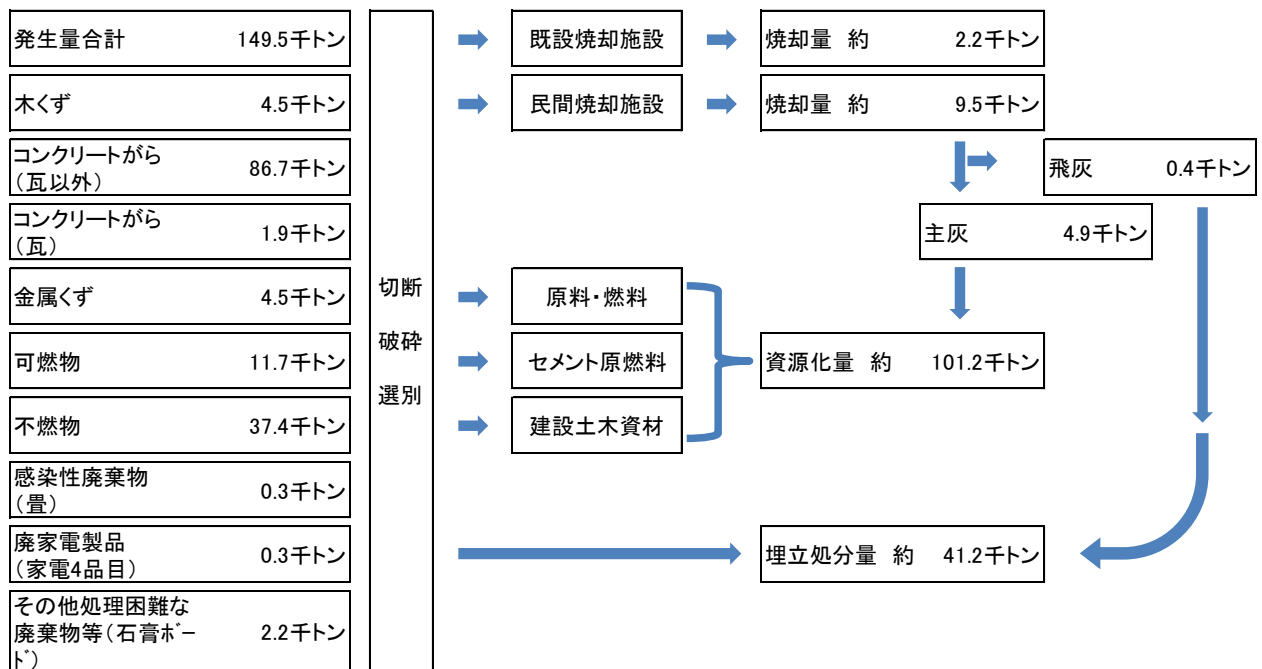 発生量合計 149.5千トン
木くず 4.5千トン
コンクリートがら
（瓦以外） 86.7千トン
コンクリートがら
（瓦） 1.9千トン
金属くず 4.5千トン
可燃物 11.7千トン
不燃物 37.4千トン
感染性廃棄物
（畳） 0.3千トン
廃家電製品
（家電4品目） 0.3千トン
その他処理困難な
廃棄物等（石膏ﾎﾞｰ
ﾄﾞ） 2.2千トン
切断
破砕
選別
既設焼却施設
焼却量 約 2.2千トン
民間焼却施設
焼却量 約 9.5千トン
飛灰 0.4千トン
主灰 4.9千トン
原料・燃料
セメント原燃料
資源化量 約 101.2千トン
建設土木資材
埋立処分量 約 41.2千トン